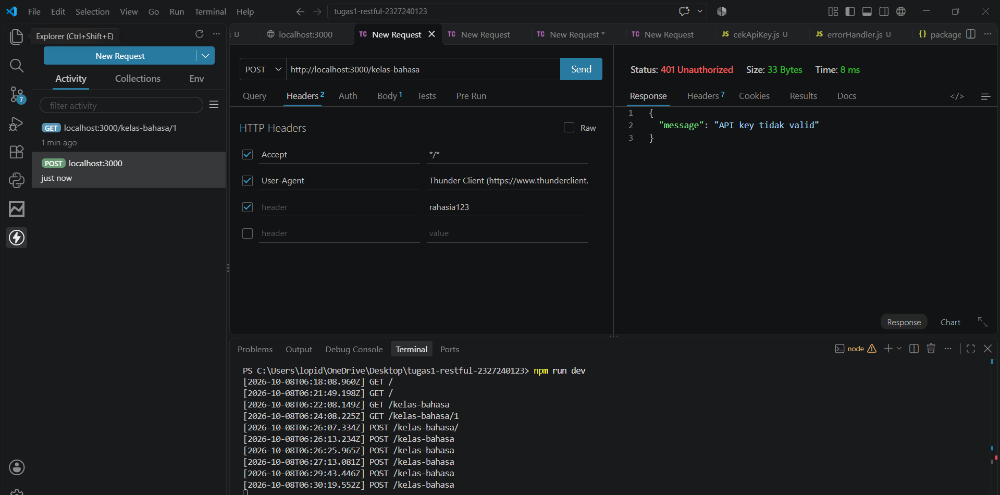 File Edit Selection View Go Run Terminal Help
tugas1-restful-2327240123
Explorer (Ctrl+Shift+E)
New Request
Activity Collections Env
filter activity
GET localhost:3000/kelas-bahasa/1
1 min ago
POST localhost:3000
just now
7
s U
localhost:3000
TC New Request
TC New Request
TC New Request *
TC New Request
JS cekApiKey.js U
JS errorHandler.js U
{} package
POST http://localhost:3000/kelas-bahasa Send
Query Headers 2 Auth Body 1 Tests Pre Run
HTTP Headers Raw
Accept */*
User-Agent Thunder Client (https://www.thunderclient.
header rahasia123
header value
Status: 401 Unauthorized Size: 33 Bytes Time: 8 ms
Response Headers 7 Cookies Results Docs </>
1 {
2 "message": "API key tidak valid"
3 }
Response Chart
Problems Output Debug Console Terminal Ports
node
PS C:\Users\lopid\OneDrive\Desktop\tugas1-restful-2327240123> npm run dev
[2026-10-08T06:18:08.960Z] GET /
[2026-10-08T06:21:49.198Z] GET /
[2026-10-08T06:22:08.149Z] GET /kelas-bahasa
[2026-10-08T06:24:08.225Z] GET /kelas-bahasa/1
[2026-10-08T06:26:07.334Z] POST /kelas-bahasa/
[2026-10-08T06:26:13.234Z] POST /kelas-bahasa
[2026-10-08T06:26:25.965Z] POST /kelas-bahasa
[2026-10-08T06:27:13.081Z] POST /kelas-bahasa
[2026-10-08T06:29:43.446Z] POST /kelas-bahasa
[2026-10-08T06:30:19.552Z] POST /kelas-bahasa